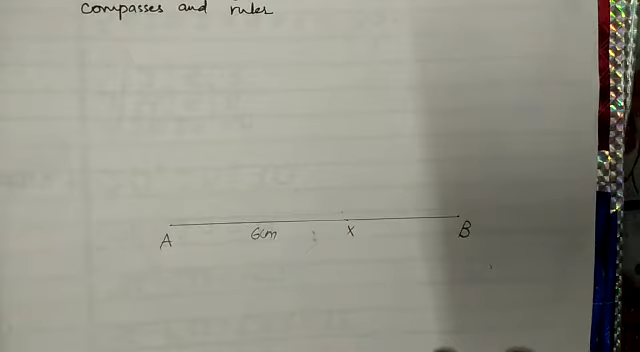 compasses and ruler
A 6cm X B